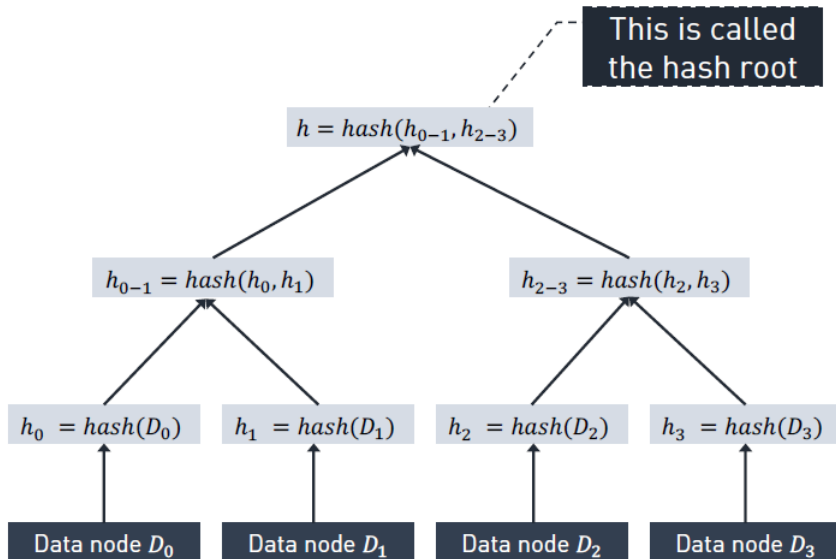 This is called
the hash root
h = hash(h₀₋₁, h₂₋₃)
h₀₋₁ = hash(h₀, h₁)
h₂₋₃ = hash(h₂, h₃)
h₀ = hash(D₀)
h₁ = hash(D₁)
h₂ = hash(D₂)
h₃ = hash(D₃)
Data node D₀
Data node D₁
Data node D₂
Data node D₃